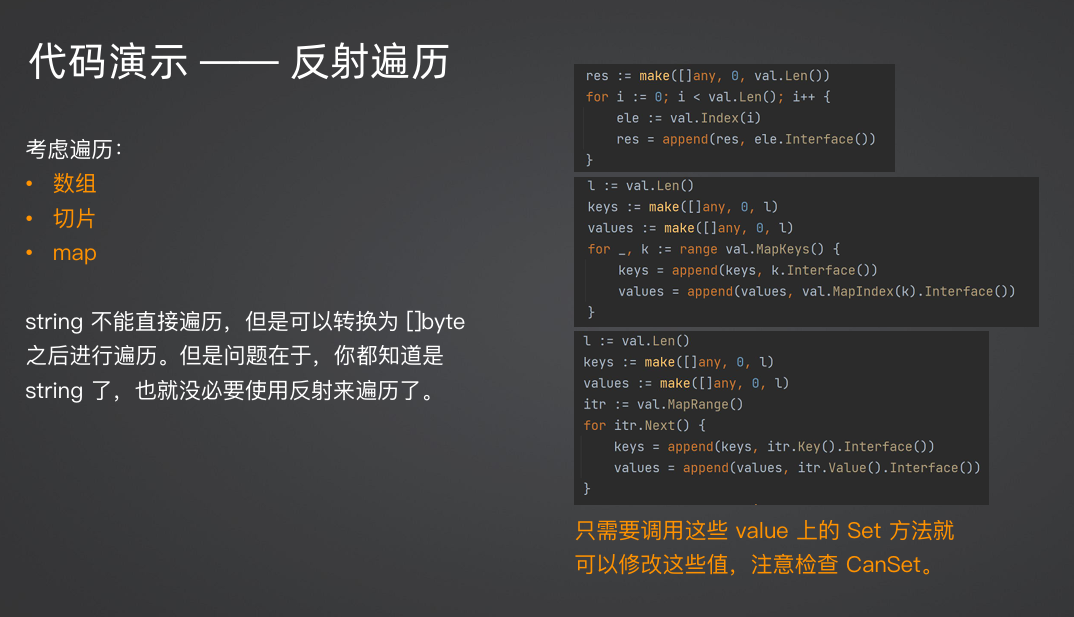 代码演示 —— 反射遍历
考虑遍历：
• 数组
• 切片
• map
string 不能直接遍历，但是可以转换为 []byte
之后进行遍历。但是问题在于，你都知道是
string 了，也就没必要使用反射来遍历了。
res := make([]any, 0, val.Len())
for i := 0; i < val.Len(); i++ {
    ele := val.Index(i)
    res = append(res, ele.Interface())
}
l := val.Len()
keys := make([]any, 0, l)
values := make([]any, 0, l)
for _, k := range val.MapKeys() {
    keys = append(keys, k.Interface())
    values = append(values, val.MapIndex(k).Interface())
}
l := val.Len()
keys := make([]any, 0, l)
values := make([]any, 0, l)
itr := val.MapRange()
for itr.Next() {
    keys = append(keys, itr.Key().Interface())
    values = append(values, itr.Value().Interface())
}
只需要调用这些 value 上的 Set 方法就
可以修改这些值，注意检查 CanSet。